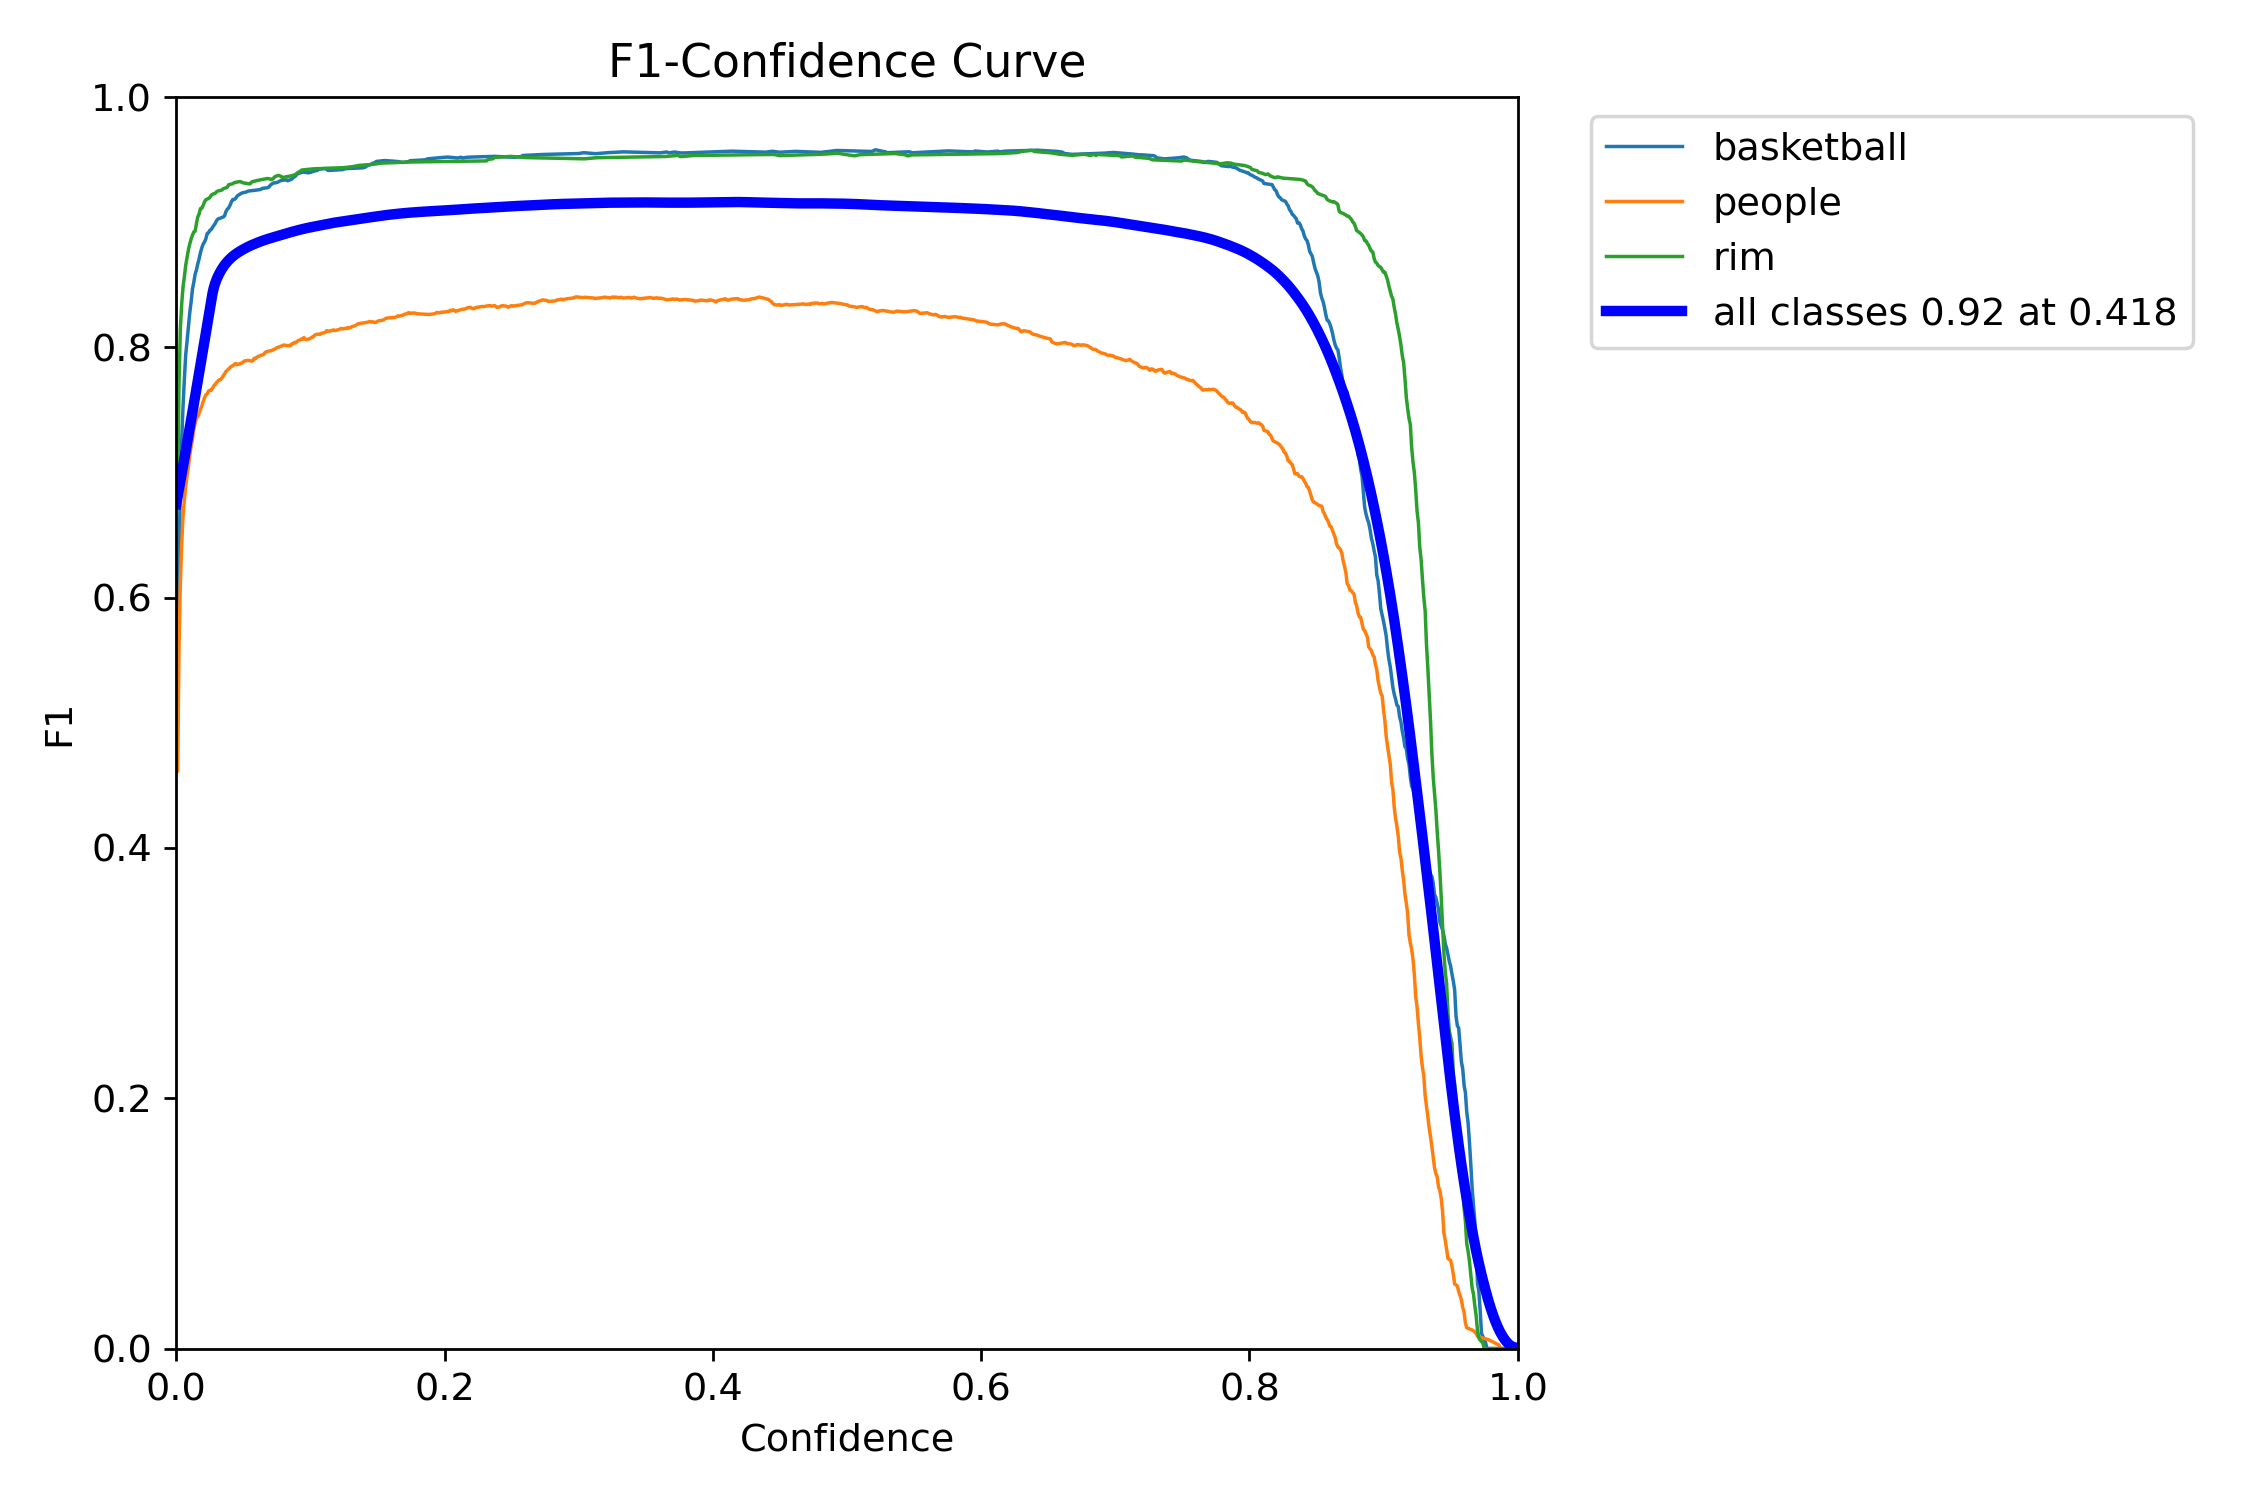 F1-Confidence Curve
1.0
0.8
0.6
0.4
0.2
0.0
F1
0.0 0.2 0.4 0.6 0.8 1.0
Confidence
basketball
people
rim
all classes 0.92 at 0.418